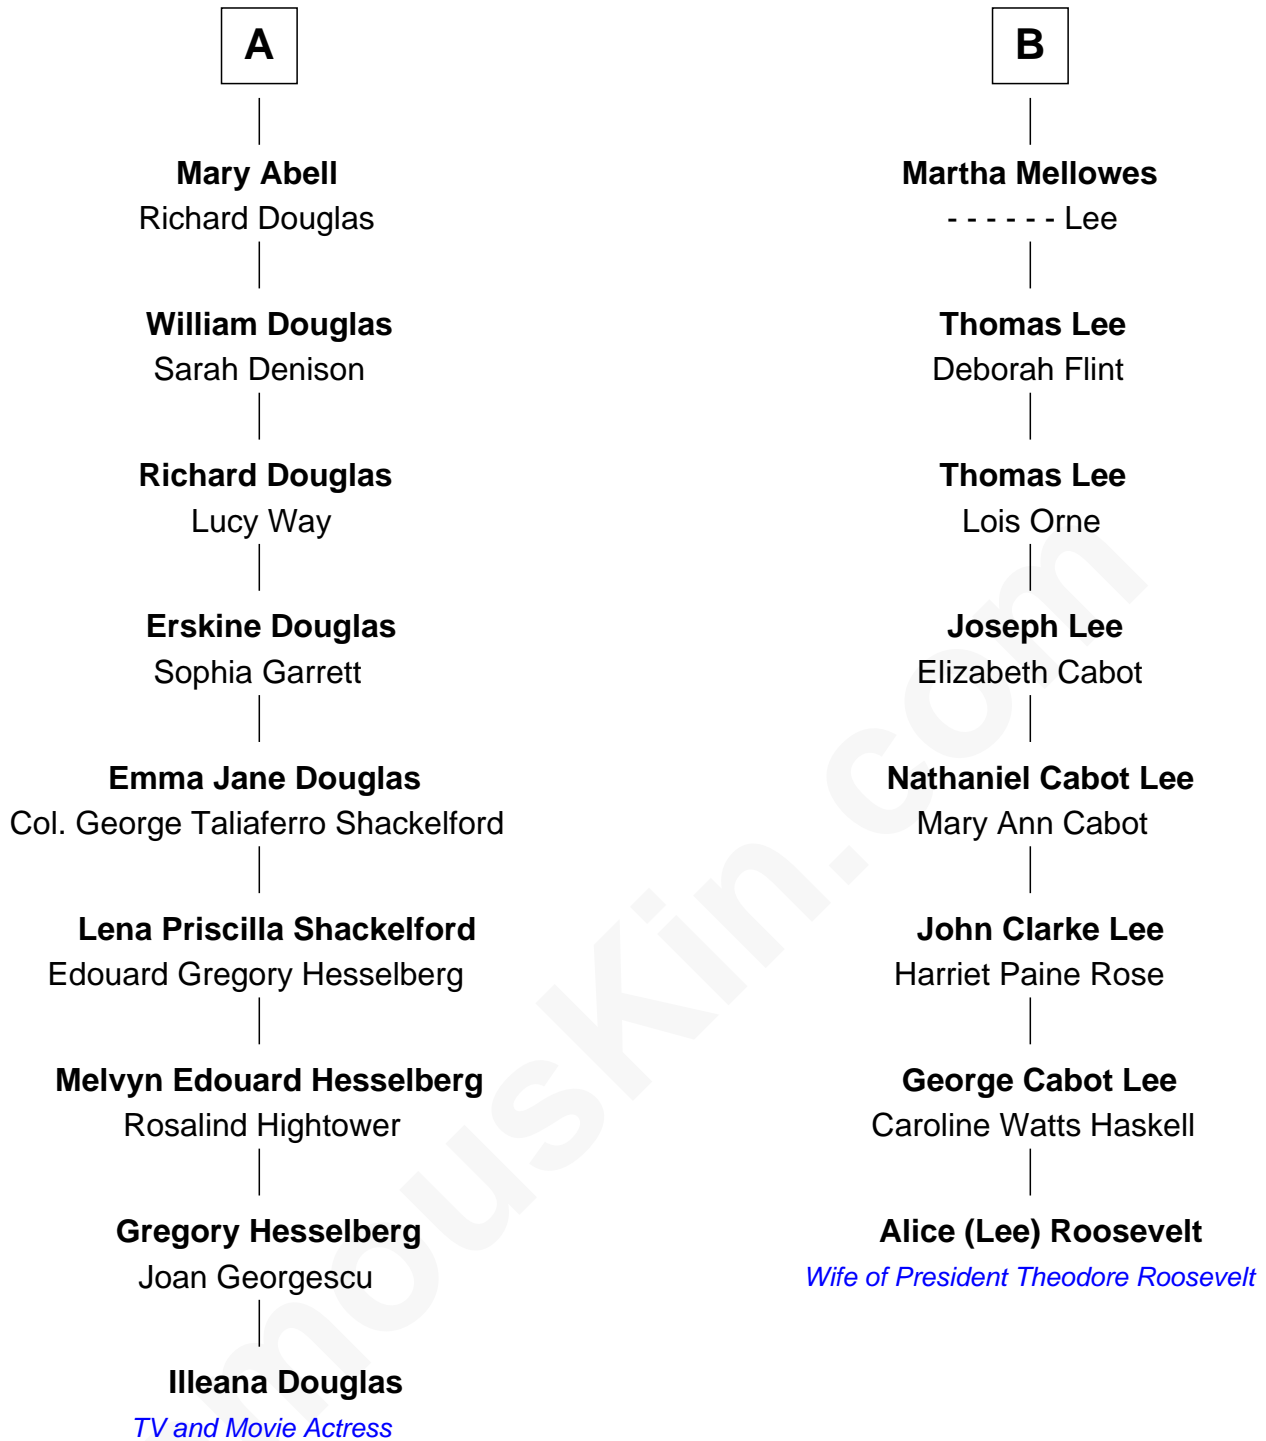 A
Mary Abell
Richard Douglas
William Douglas
Sarah Denison
Richard Douglas
Lucy Way
Erskine Douglas
Sophia Garrett
Emma Jane Douglas
Col. George Taliaferro Shackelford
Lena Priscilla Shackelford
Edouard Gregory Hesselberg
Melvyn Edouard Hesselberg
Rosalind Hightower
Gregory Hesselberg
Joan Georgescu
Illeana Douglas
TV and Movie Actress
B
Martha Mellowes
- - - - - - Lee
Thomas Lee
Deborah Flint
Thomas Lee
Lois Orne
Joseph Lee
Elizabeth Cabot
Nathaniel Cabot Lee
Mary Ann Cabot
John Clarke Lee
Harriet Paine Rose
George Cabot Lee
Caroline Watts Haskell
Alice (Lee) Roosevelt
Wife of President Theodore Roosevelt
mousKin.com